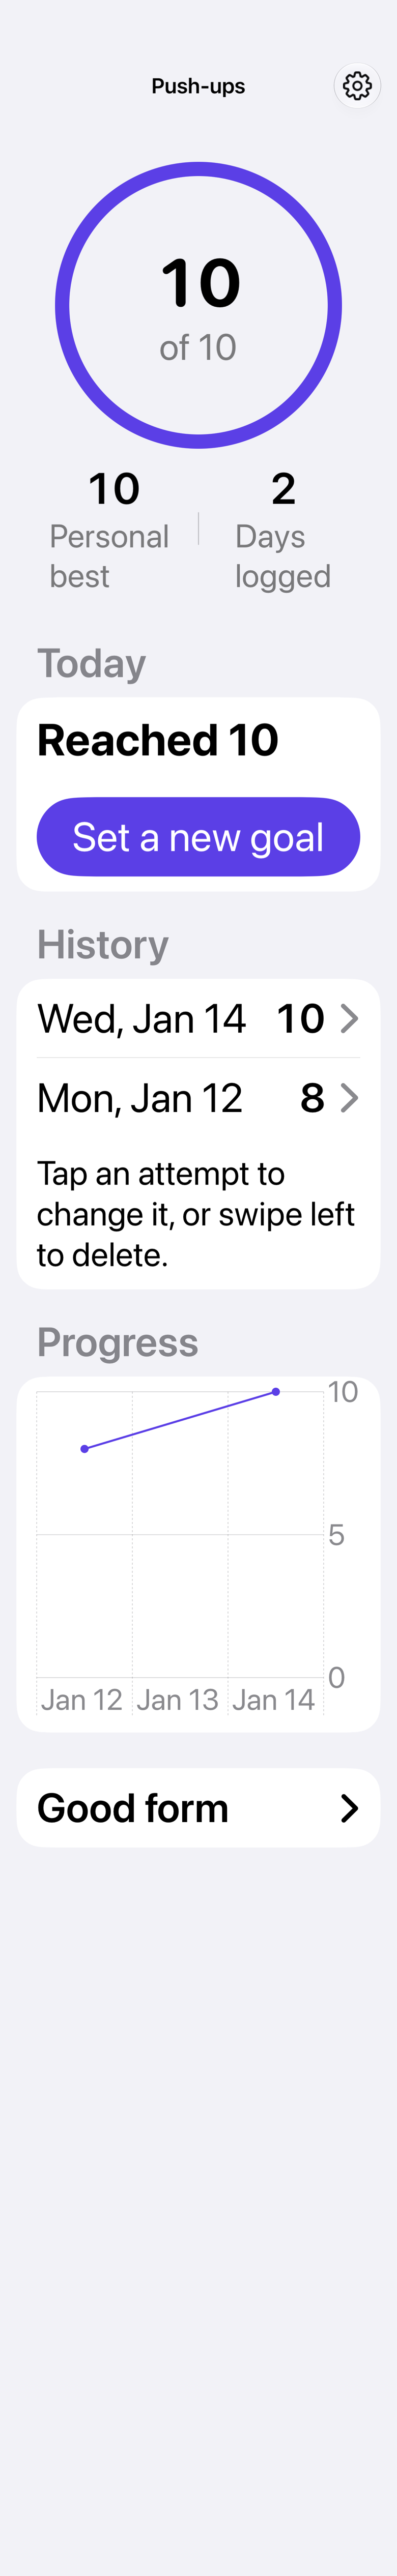 Push-ups
10
of 10
10
Personal
best
2
Days
logged
Today
Reached 10
Set a new goal
History
Wed, Jan 14 10
Mon, Jan 12 8
Tap an attempt to
change it, or swipe left
to delete.
Progress
10
5
0
Jan 12 Jan 13 Jan 14
Good form